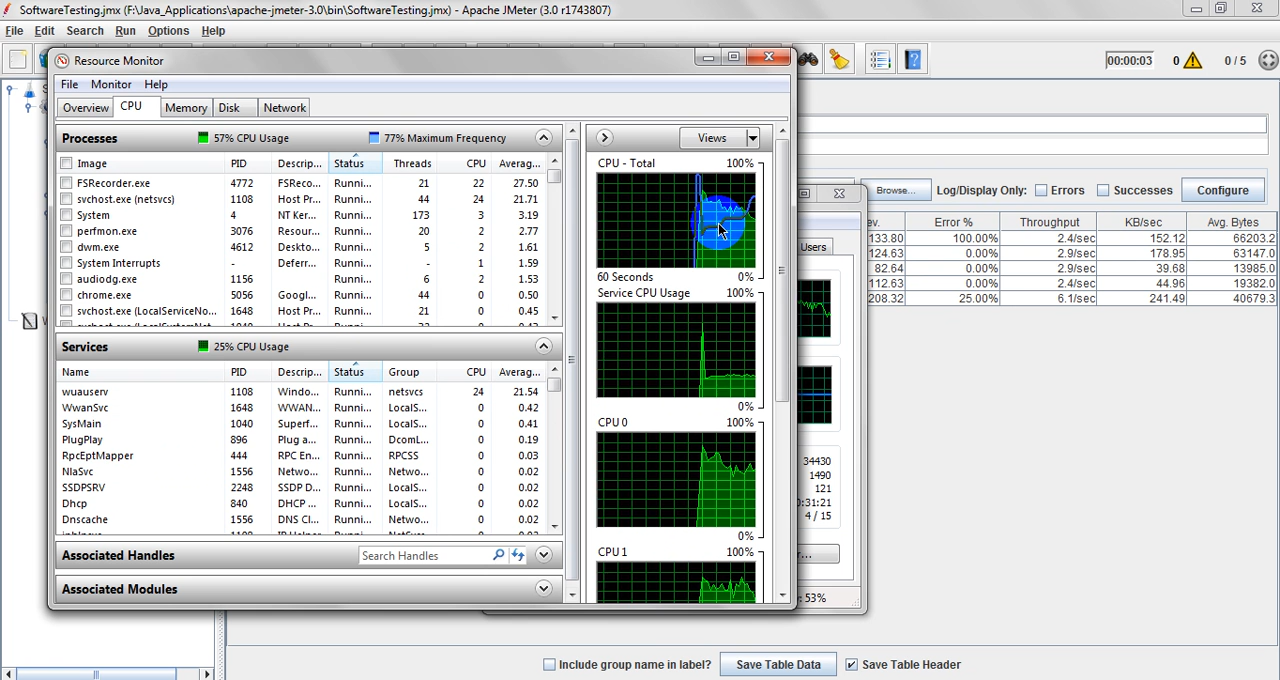 SoftwareTesting.jmx (F:\Java_Applications\apache-jmeter-3.0\bin\SoftwareTesting.jmx) - Apache JMeter (3.0 r1743807)
File Edit Search Run Options Help
00:00:03 0 0 / 5
Resource Monitor
File Monitor Help
Overview CPU Memory Disk Network
Processes 57% CPU Usage 77% Maximum Frequency
Image PID Descrip... Status Threads CPU Averag...
FSRecorder.exe 4772 FSReco... Runni... 21 22 27.50
svchost.exe (netsvcs) 1108 Host Pr... Runni... 44 24 21.71
System 4 NT Ker... Runni... 173 3 3.19
perfmon.exe 3076 Resour... Runni... 20 2 2.77
dwm.exe 4612 Deskto... Runni... 2 1.61
System Interrupts - Deferr... Runni... - 1 1.59
audiodg.exe 1156 Runni... 6 2 1.53
chrome.exe 5056 Googl... Runni... 44 0 0.50
svchost.exe (LocalServiceNo... 1648 Host Pr... Runni... 21 0 0.45
Services 25% CPU Usage
Name PID Descrip... Status Group CPU Averag...
wuauserv 1108 Windo... Runni... netsvcs 24 21.54
WwanSvc 1648 WWAN... Runni... LocalS... 0 0.42
SysMain 1040 Superf... Runni... LocalS... 0 0.41
PlugPlay 896 Plug a... Runni... DcomL... 0 0.19
RpcEptMapper 444 RPC En... Runni... RPCSS 0 0.03
NlaSvc 1556 Netwo... Runni... Netwo... 0 0.02
SSDPSRV 2248 SSDP D... Runni... LocalS... 0 0.02
Dhcp 840 DHCP ... Runni... LocalS... 0 0.02
Dnscache 1556 DNS Cl... Runni... Netwo... 0 0.02
Associated Handles Search Handles
Associated Modules
Views
CPU - Total 100%
60 Seconds 0%
Service CPU Usage 100%
0%
CPU 0 100%
0%
CPU 1 100%
Users
34430
1490
121
0:31:21
4 / 15
r...
: 53%
Browse... Log/Display Only: Errors Successes Configure
ev. Error % Throughput KB/sec Avg. Bytes
133.80 100.00% 2.4/sec 152.12 66203.2
124.63 0.00% 2.9/sec 178.95 63147.0
82.64 0.00% 2.9/sec 39.68 13985.0
112.63 0.00% 2.4/sec 44.96 19382.0
208.32 25.00% 6.1/sec 241.49 40679.3
Include group name in label? Save Table Data Save Table Header